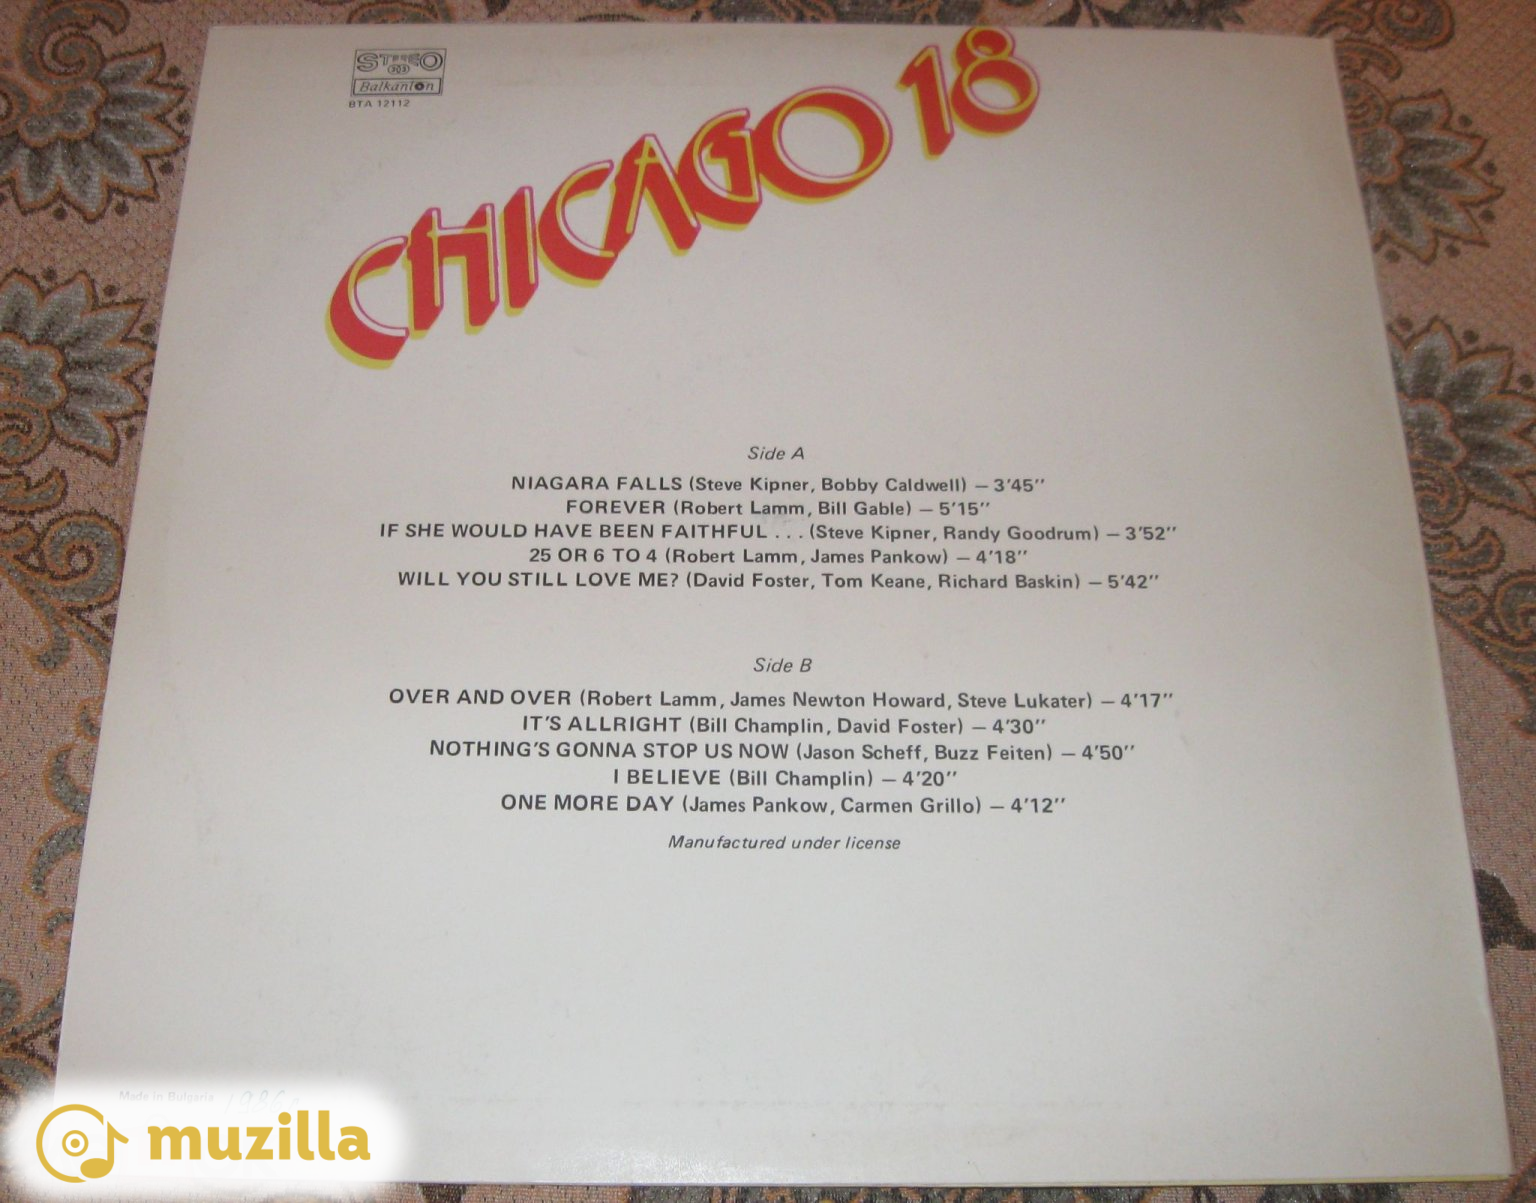 STEREO
Balkanton
BTA 12112
CHICAGO 18
Side A
NIAGARA FALLS (Steve Kipner, Bobby Caldwell) — 3'45''
FOREVER (Robert Lamm, Bill Gable) — 5'15''
IF SHE WOULD HAVE BEEN FAITHFUL . . . (Steve Kipner, Randy Goodrum) — 3'52''
25 OR 6 TO 4 (Robert Lamm, James Pankow) — 4'18''
WILL YOU STILL LOVE ME? (David Foster, Tom Keane, Richard Baskin) — 5'42''
Side B
OVER AND OVER (Robert Lamm, James Newton Howard, Steve Lukater) — 4'17''
IT'S ALLRIGHT (Bill Champlin, David Foster) — 4'30''
NOTHING'S GONNA STOP US NOW (Jason Scheff, Buzz Feiten) — 4'50''
I BELIEVE (Bill Champlin) — 4'20''
ONE MORE DAY (James Pankow, Carmen Grillo) — 4'12''
Manufactured under license
Made in Bulgaria
muzilla